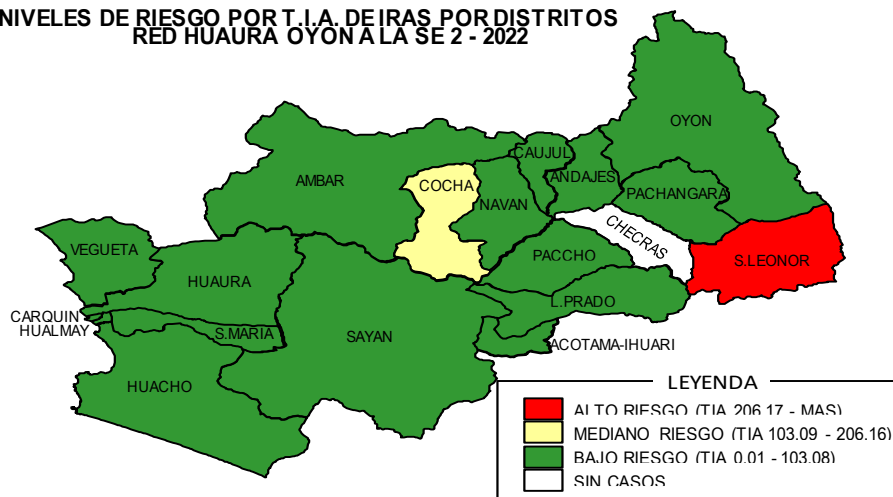 NIVELES DE RIESGO POR T.I.A. DE IRAS POR DISTRITOS
RED HUAURA OYON A LA SE 2 - 2022
OYON
CAUJUL
ANDAJES
AMBAR
COCHA
NAVAN
PACHANGARA
CHECRAS
VEGUETA
PACCHO
S.LEONOR
HUAURA
L.PRADO
CARQUIN
HUALMAY
S.MARIA
SAYAN
ACOTAMA-IHUARI
HUACHO
LEYENDA
ALTO RIESGO (TIA 206.17 - MAS)
MEDIANO RIESGO (TIA 103.09 - 206.16)
BAJO RIESGO (TIA 0.01 - 103.08)
SIN CASOS